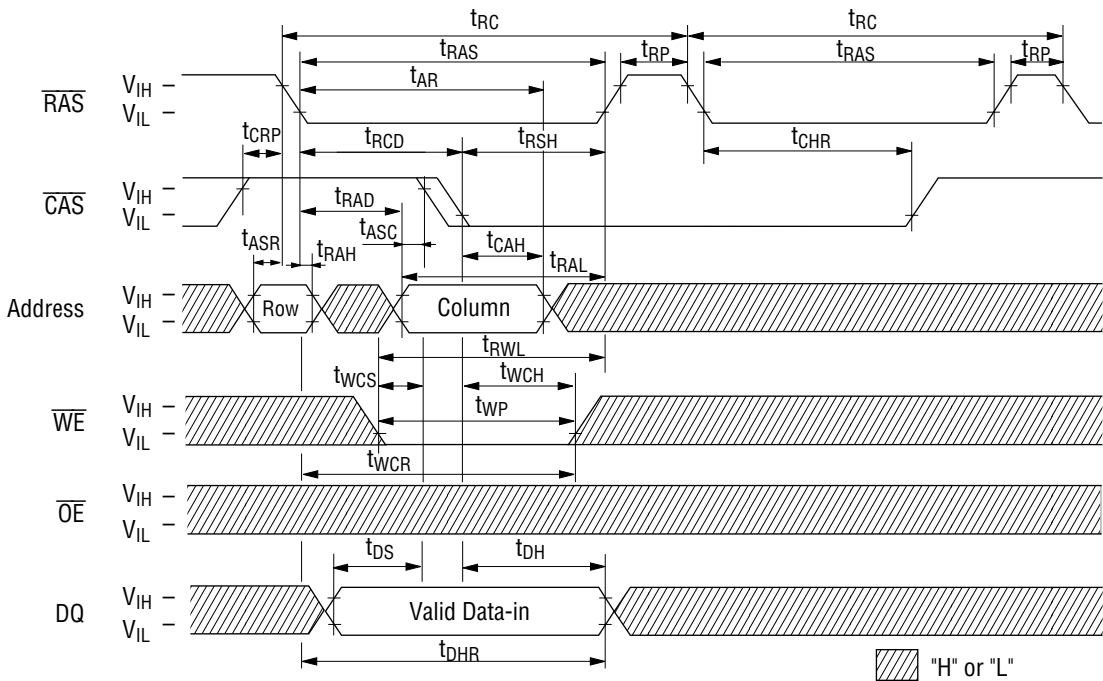 tRC tRC
tRAS tRP tRAS tRP
tAR
RAS VIH
VIL
tCRP tRCD tRSH tCHR
CAS VIH
VIL
tRAD
tASC
tASR tRAH tCAH
tRAL
Address VIH
VIL
Row Column
tRWL
tWCS tWCH
WE VIH
VIL
tWP
tWCR
OE VIH
VIL
tDS tDH
DQ VIH
VIL
Valid Data-in
tDHR
"H" or "L"